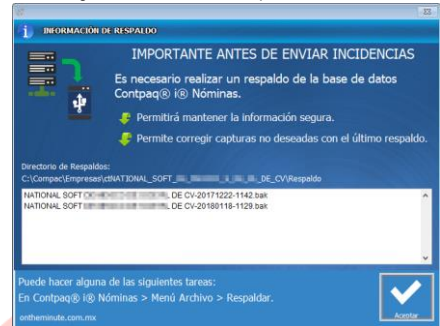 INFORMACIÓN DE RESPALDO
IMPORTANTE ANTES DE ENVIAR INCIDENCIAS
Es necesario realizar un respaldo de la base de datos
Contpaq® i® Nóminas.
Permitirá mantener la información segura.
Permite corregir capturas no deseadas con el último respaldo.
Directorio de Respaldos:
C:\Compac\Empresas\ctNATIONAL_SOFT_ _DE_CV\Respaldo
NATIONAL SOFT DE CV-20171222-1142.bak
NATIONAL SOFT DE CV-20180118-1129.bak
Puede hacer alguna de las siguientes tareas:
En Contpaq® i® Nóminas > Menú Archivo > Respaldar.
ontheminute.com.mx
Aceptar